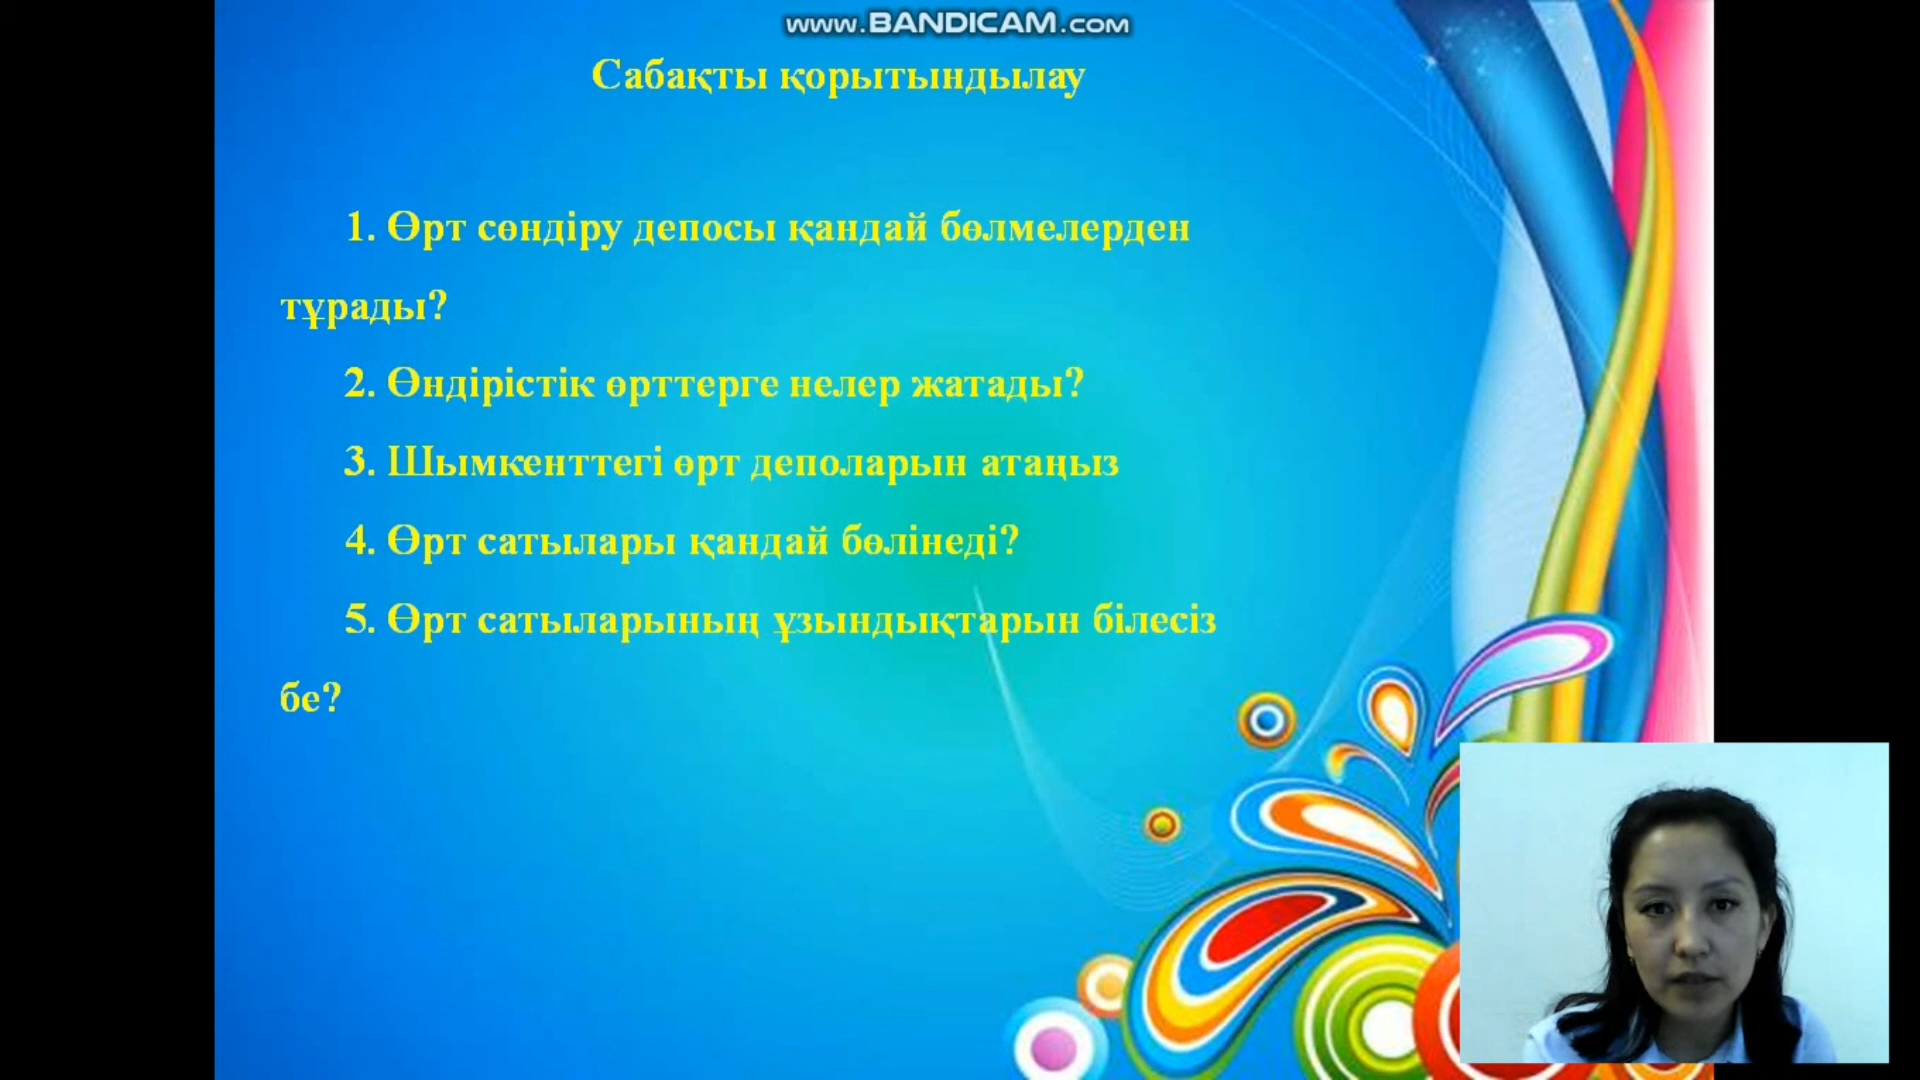 www.BANDICAM.com
Сабақты қорытындылау
1. Өрт сөндіру депосы қандай бөлмелерден
тұрады?
2. Өндірістік өрттерге нелер жатады?
3. Шымкенттегі өрт деполарын атаңыз
4. Өрт сатылары қандай бөлінеді?
5. Өрт сатыларының ұзындықтарын білесіз
бе?